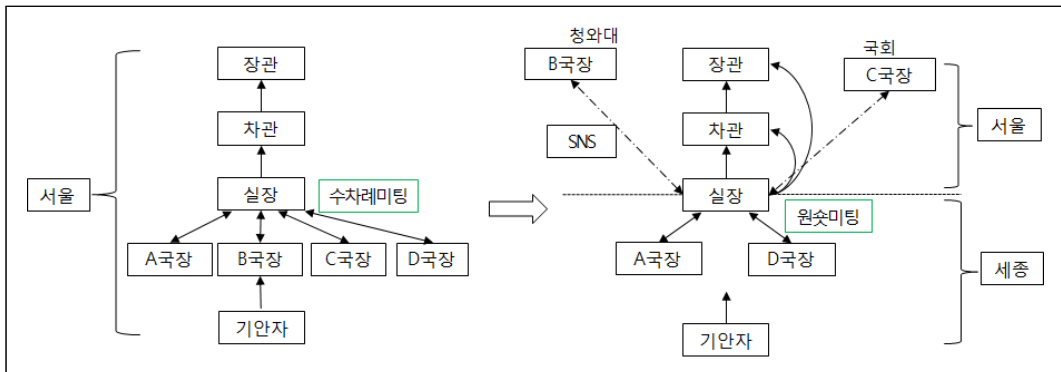 장관
차관
서울
실장
수차례미팅
A국장
B국장
C국장
D국장
기안자
청와대
B국장
장관
국회
C국장
차관
SNS
서울
실장
원숏미팅
A국장
D국장
세종
기안자